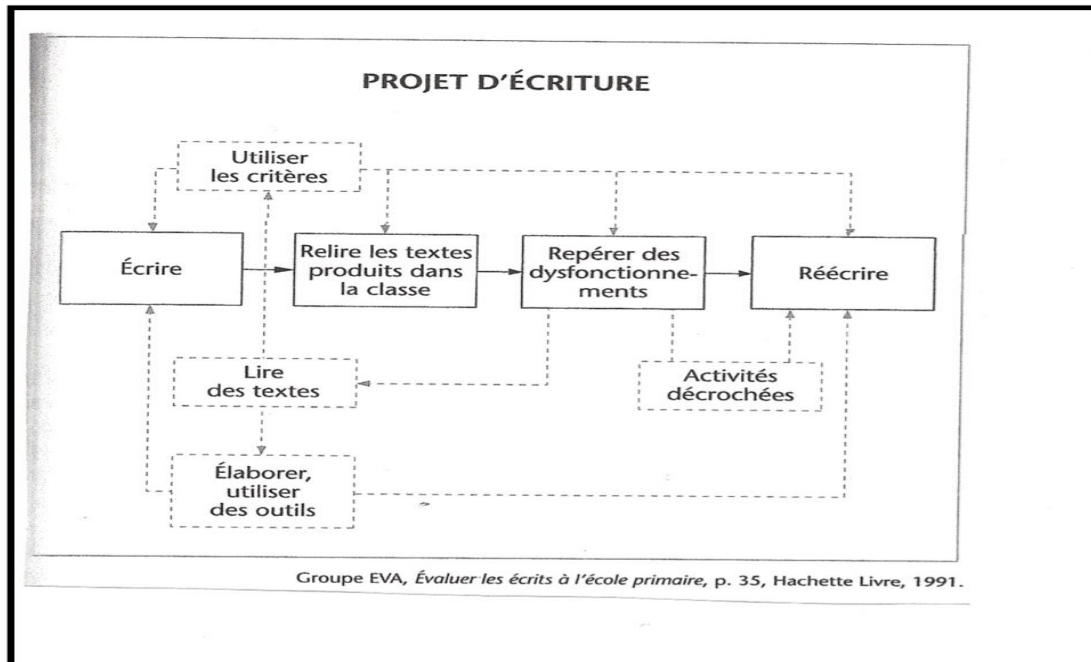 PROJET D'ÉCRITURE
Utiliser
les critères
Écrire
Relire les textes
produits dans
la classe
Repérer des
dysfonctionne-
ments
Réécrire
Lire
des textes
Activités
décrochées
Élaborer,
utiliser
des outils
Groupe EVA, Évaluer les écrits à l'école primaire, p. 35, Hachette Livre, 1991.